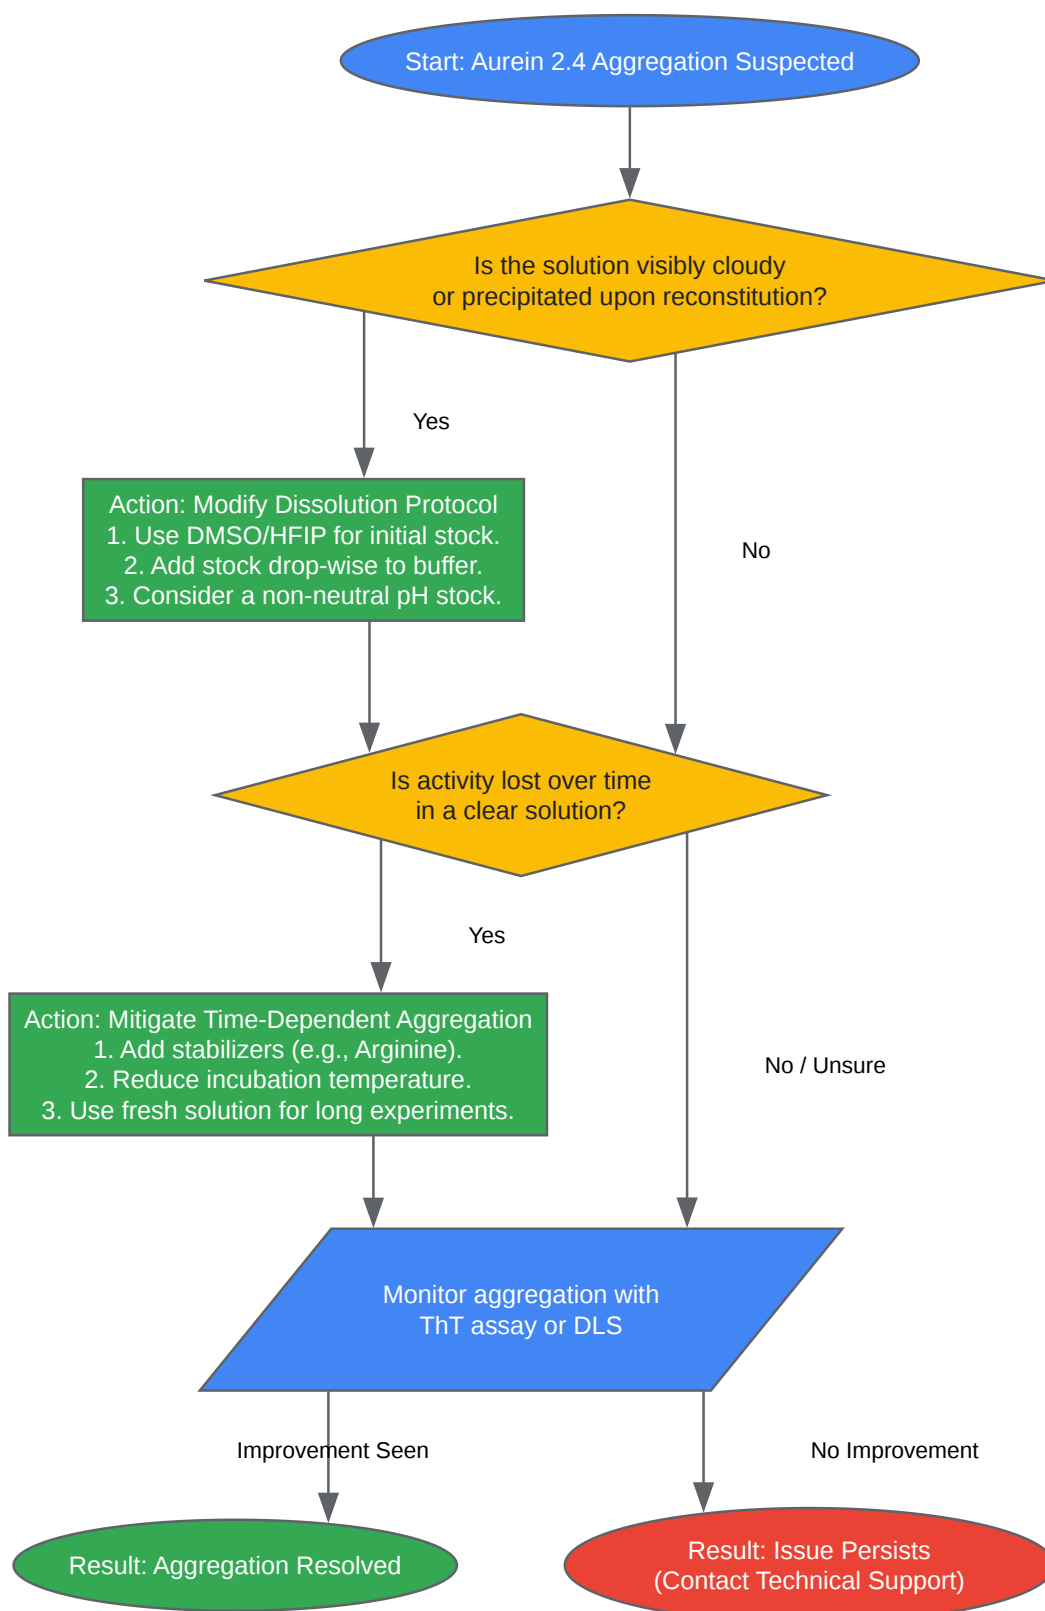 Start: Aurein 2.4 Aggregation Suspected
Is the solution visibly cloudy
or precipitated upon reconstitution?
Yes
Action: Modify Dissolution Protocol
1. Use DMSO/HFIP for initial stock.
2. Add stock drop-wise to buffer.
3. Consider a non-neutral pH stock.
No
Is activity lost over time
in a clear solution?
Yes
Action: Mitigate Time-Dependent Aggregation
1. Add stabilizers (e.g., Arginine).
2. Reduce incubation temperature.
3. Use fresh solution for long experiments.
No / Unsure
Monitor aggregation with
ThT assay or DLS
Improvement Seen
No Improvement
Result: Aggregation Resolved
Result: Issue Persists
(Contact Technical Support)